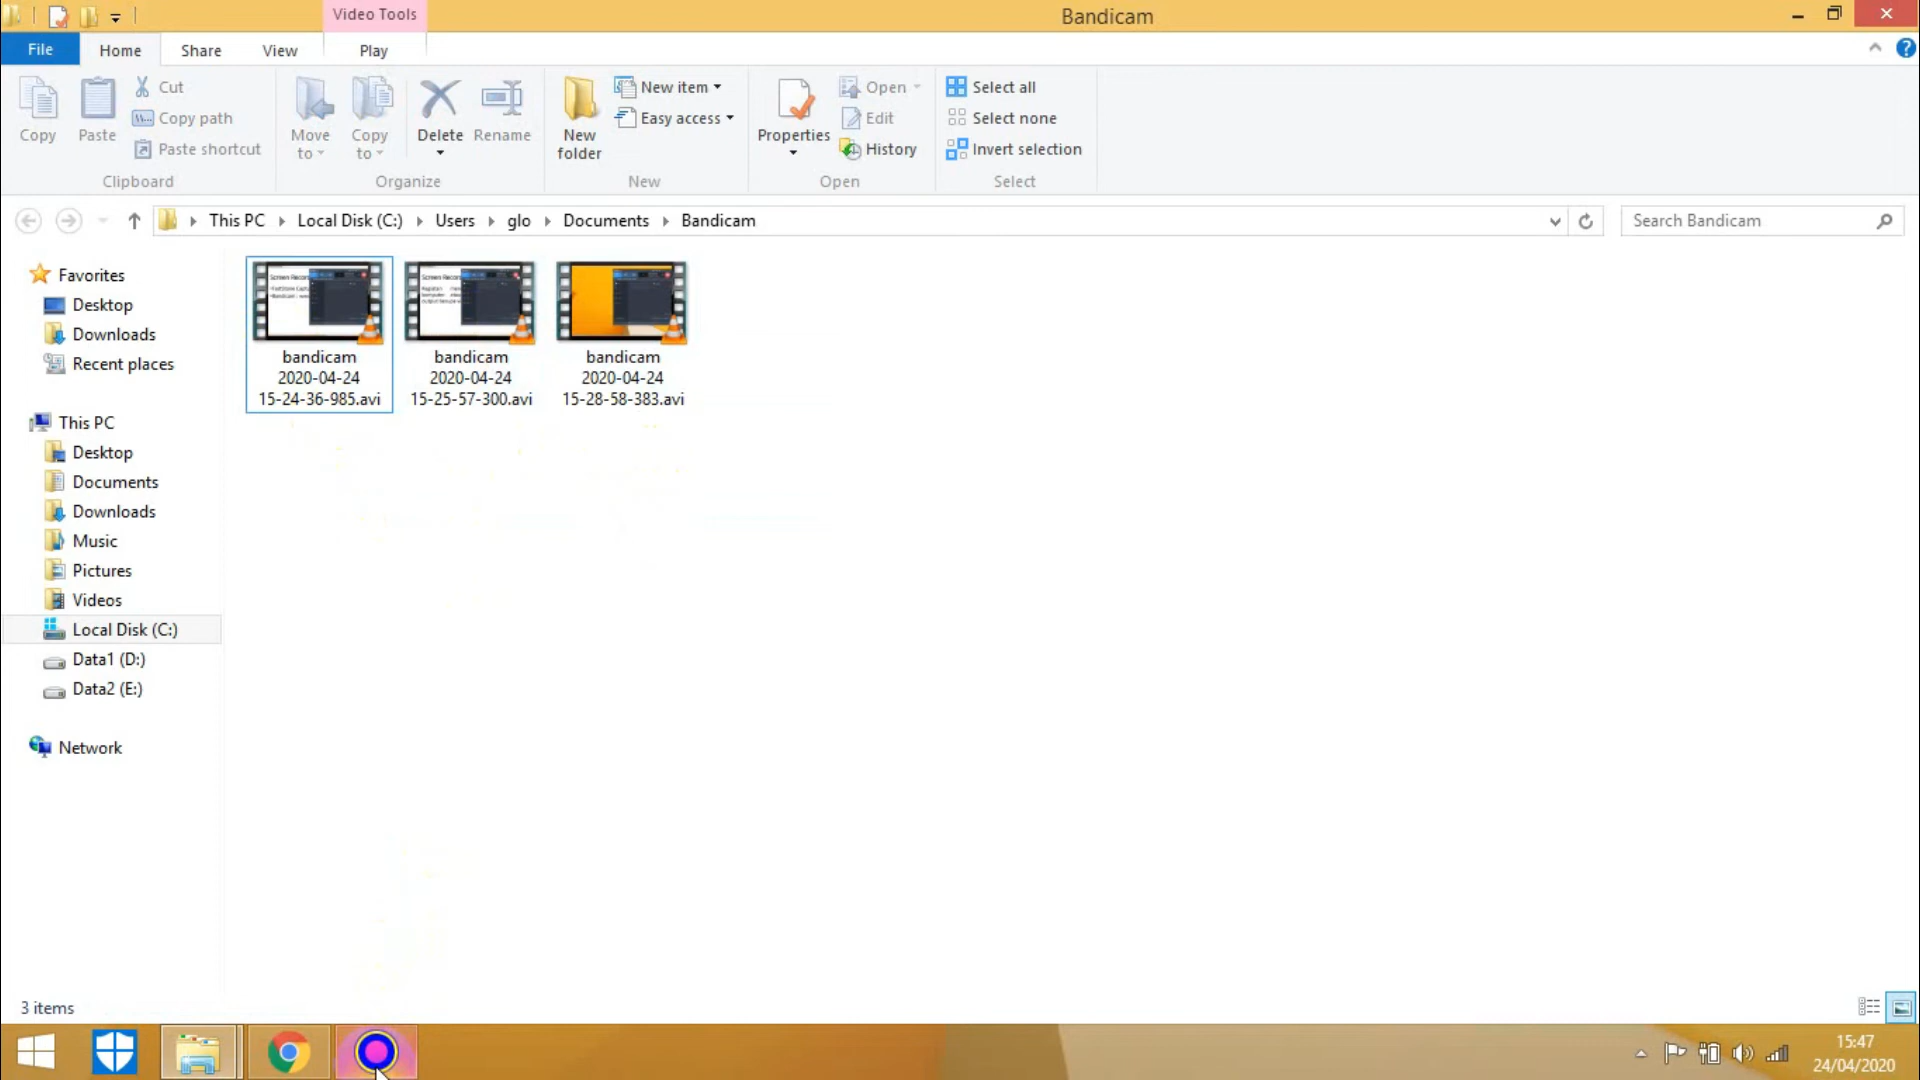 Video Tools
Bandicam
File
Home
Share
View
Play
Copy
Paste
Cut
Copy path
Paste shortcut
Clipboard
Move
to
Copy
to
Delete
Rename
Organize
New
folder
New item
Easy access
New
Properties
Open
Edit
History
Open
Select all
Select none
Invert selection
Select
This PC
Local Disk (C:)
Users
glo
Documents
Bandicam
Search Bandicam
Favorites
Desktop
Downloads
Recent places
This PC
Desktop
Documents
Downloads
Music
Pictures
Videos
Local Disk (C:)
Data1 (D:)
Data2 (E:)
Network
bandicam
2020-04-24
15-24-36-985.avi
bandicam
2020-04-24
15-25-57-300.avi
bandicam
2020-04-24
15-28-58-383.avi
3 items
15:47
24/04/2020